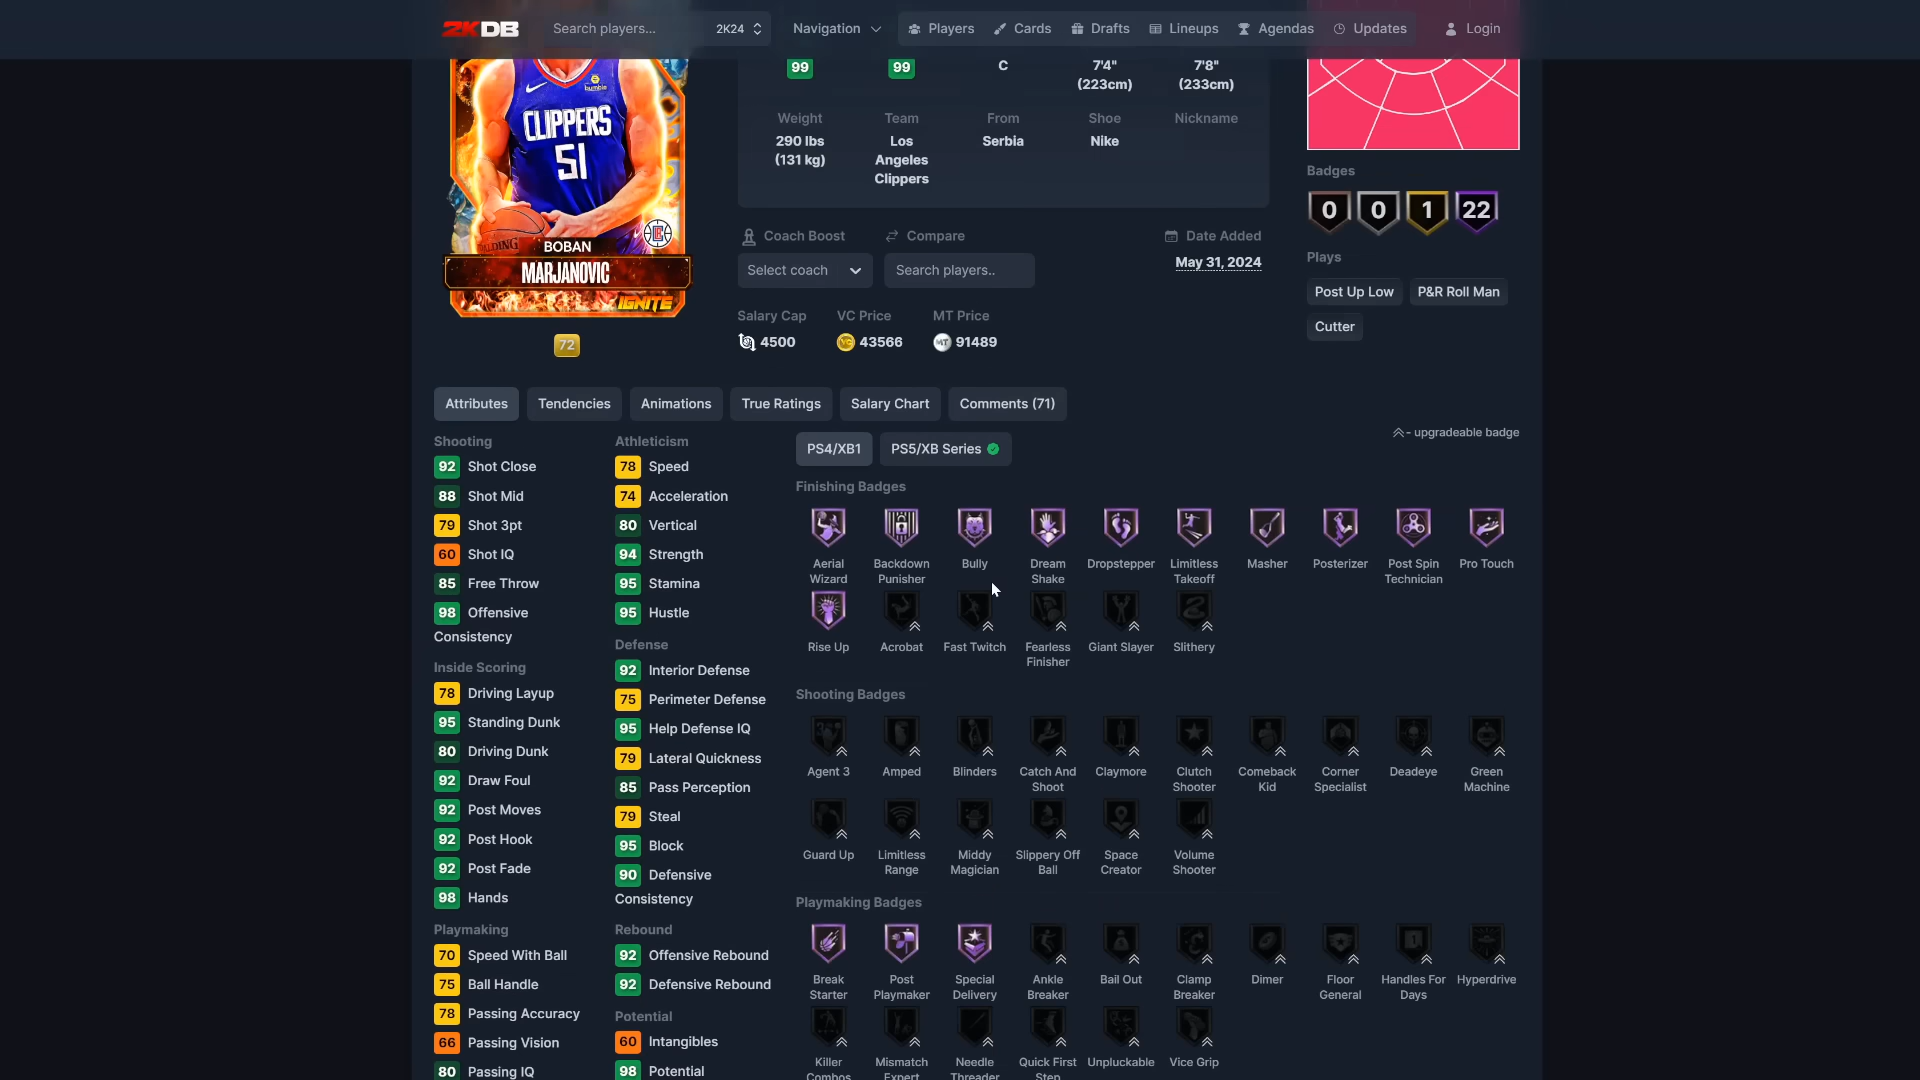 2KDB
Search players...
2K24
Navigation
Players
Cards
Drafts
Lineups
Agendas
Updates
Login
99
99
C
7'4"
(223cm)
7'8"
(233cm)
Weight
290 lbs
(131 kg)
Team
Los
Angeles
Clippers
From
Serbia
Shoe
Nike
Nickname
bumble
CLIPPERS
51
SPALDING
BOBAN
MARJANOVIC
IGNITE
72
Coach Boost
Select coach
Compare
Search players..
Date Added
May 31, 2024
Salary Cap
4500
VC Price
VC 43566
MT Price
MT 91489
Badges
0 0 1 22
Plays
Post Up Low
P&R Roll Man
Cutter
Attributes
Tendencies
Animations
True Ratings
Salary Chart
Comments (71)
Shooting
92 Shot Close
88 Shot Mid
79 Shot 3pt
60 Shot IQ
85 Free Throw
98 Offensive
Consistency
Inside Scoring
78 Driving Layup
95 Standing Dunk
80 Driving Dunk
92 Draw Foul
92 Post Moves
92 Post Hook
92 Post Fade
98 Hands
Playmaking
70 Speed With Ball
75 Ball Handle
78 Passing Accuracy
66 Passing Vision
80 Passing IQ
Athleticism
78 Speed
74 Acceleration
80 Vertical
94 Strength
95 Stamina
95 Hustle
Defense
92 Interior Defense
75 Perimeter Defense
95 Help Defense IQ
79 Lateral Quickness
85 Pass Perception
79 Steal
95 Block
90 Defensive
Consistency
Rebound
92 Offensive Rebound
92 Defensive Rebound
Potential
60 Intangibles
98 Potential
PS4/XB1
PS5/XB Series
- upgradeable badge
Finishing Badges
Aerial
Wizard
Backdown
Punisher
Bully
Dream
Shake
Dropstepper
Limitless
Takeoff
Masher
Posterizer
Post Spin
Technician
Pro Touch
Rise Up
Acrobat
Fast Twitch
Fearless
Finisher
Giant Slayer
Slithery
Shooting Badges
Agent 3
Amped
Blinders
Catch And
Shoot
Claymore
Clutch
Shooter
Comeback
Kid
Corner
Specialist
Deadeye
Green
Machine
Guard Up
Limitless
Range
Middy
Magician
Slippery Off
Ball
Space
Creator
Volume
Shooter
Playmaking Badges
Break
Starter
Post
Playmaker
Special
Delivery
Ankle
Breaker
Bail Out
Clamp
Breaker
Dimer
Floor
General
Handles For
Days
Hyperdrive
Killer
Combos
Mismatch
Expert
Needle
Threader
Quick First
Step
Unpluckable
Vice Grip